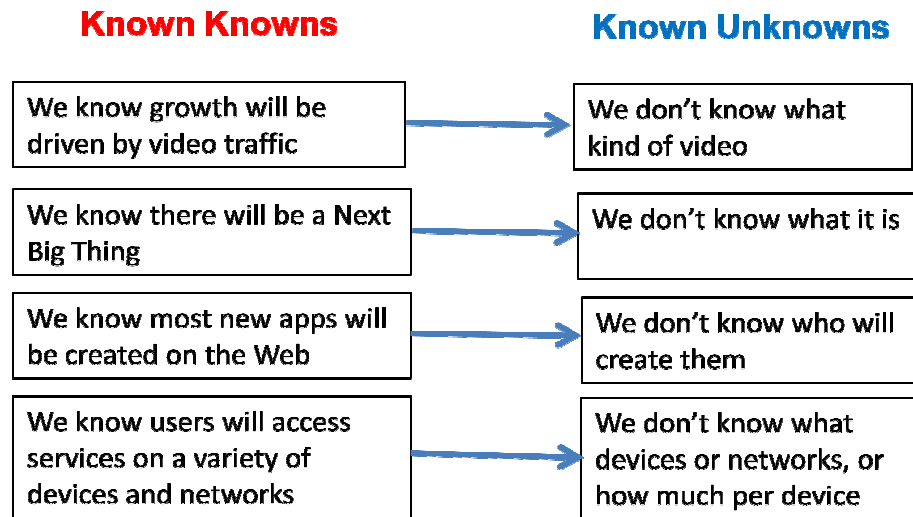 Known Knowns
Known Unknowns
We know growth will be
driven by video traffic
We don’t know what
kind of video
We know there will be a Next
Big Thing
We don’t know what it is
We know most new apps will
be created on the Web
We don’t know who will
create them
We know users will access
services on a variety of
devices and networks
We don’t know what
devices or networks, or
how much per device